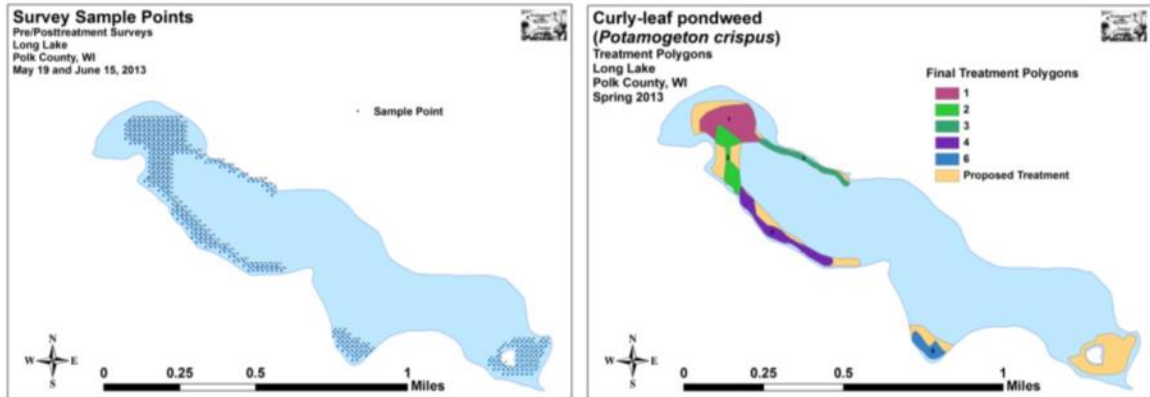 Survey Sample Points
Pre/Posttreatment Surveys
Long Lake
Polk County, WI
May 19 and June 15, 2013
Sample Point
N
W E
S
0 0.25 0.5 1
Miles
Curly-leaf pondweed
(Potamogeton crispus)
Treatment Polygons
Long Lake
Polk County, WI
Spring 2013
Final Treatment Polygons
1
2
3
4
6
Proposed Treatment
N
W E
S
0 0.25 0.5 1
Miles